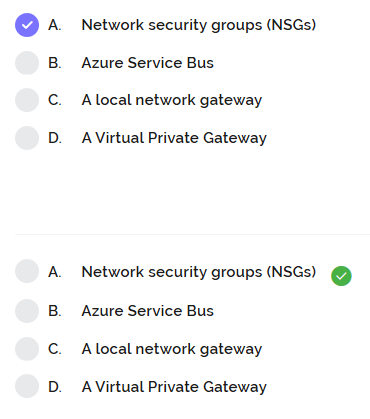 A. Network security groups (NSGs)
B. Azure Service Bus
C. A local network gateway
D. A Virtual Private Gateway
A. Network security groups (NSGs)
B. Azure Service Bus
C. A local network gateway
D. A Virtual Private Gateway